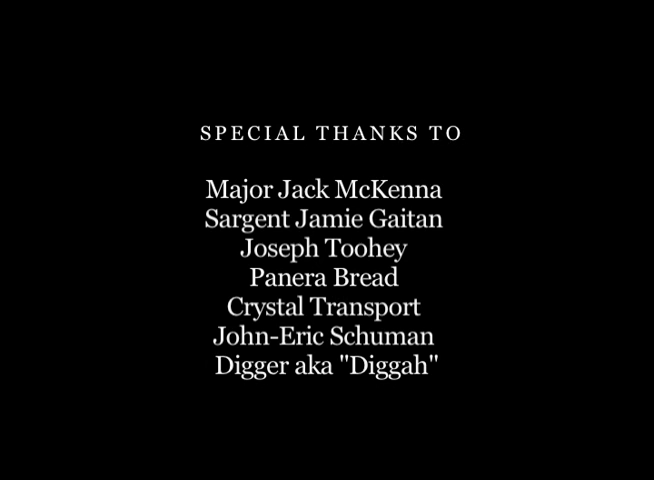 SPECIAL THANKS TO
Major Jack McKenna
Sargent Jamie Gaitan
Joseph Toohey
Panera Bread
Crystal Transport
John-Eric Schuman
Digger aka "Diggah"